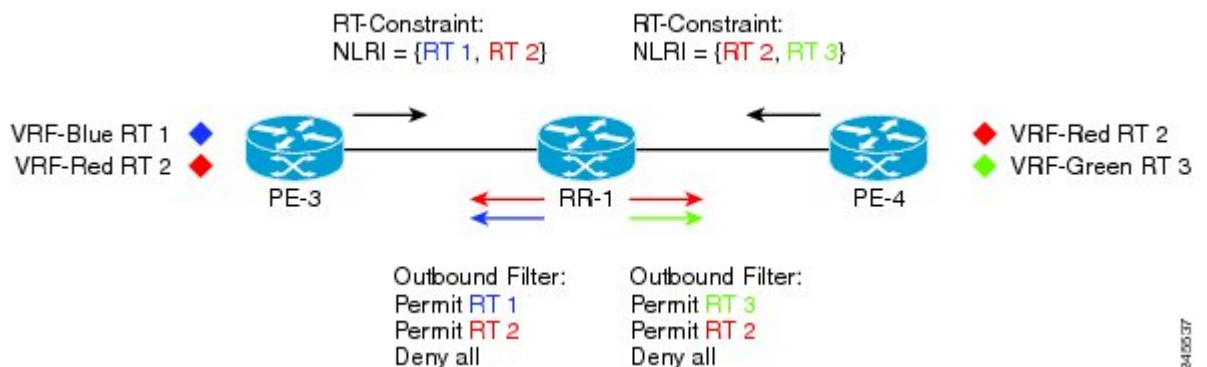 RT-Constraint:
NLRI = {RT 1, RT 2}
RT-Constraint:
NLRI = {RT 2, RT 3}
VRF-Blue RT 1
VRF-Red RT 2
PE-3
RR-1
PE-4
VRF-Red RT 2
VRF-Green RT 3
Outbound Filter:
Permit RT 1
Permit RT 2
Deny all
Outbound Filter:
Permit RT 3
Permit RT 2
Deny all
345537